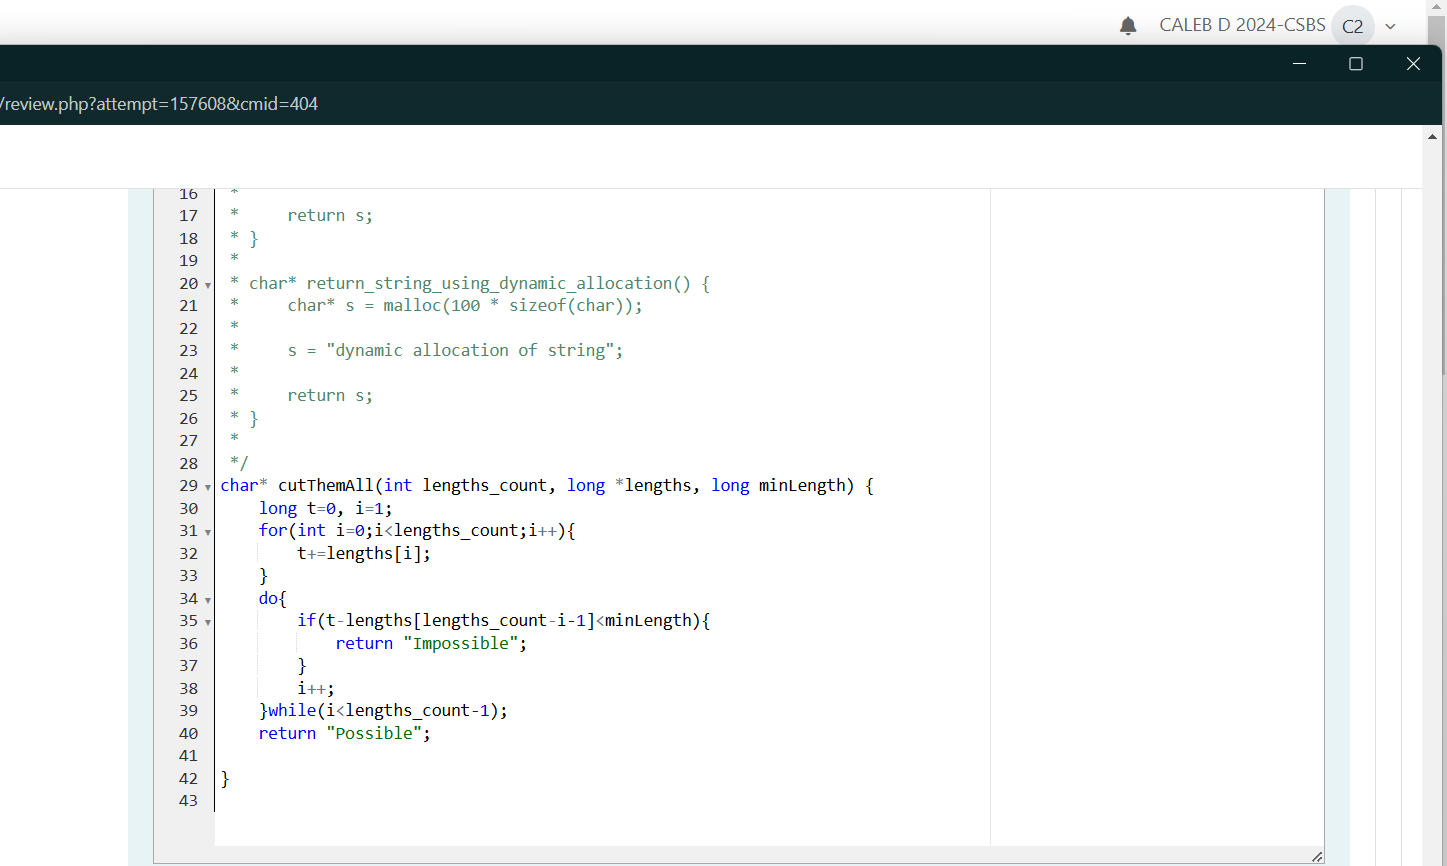 CALEB D 2024-CSBS C2
/review.php?attempt=157608&cmid=404
16 *
17 *     return s;
18 * }
19 *
20 * char* return_string_using_dynamic_allocation() {
21 *     char* s = malloc(100 * sizeof(char));
22 *
23 *     s = "dynamic allocation of string";
24 *
25 *     return s;
26 * }
27 *
28 */
29 char* cutThemAll(int lengths_count, long *lengths, long minLength) {
30     long t=0, i=1;
31     for(int i=0;i<lengths_count;i++){
32         t+=lengths[i];
33     }
34     do{
35         if(t-lengths[lengths_count-i-1]<minLength){
36             return "Impossible";
37         }
38         i++;
39     }while(i<lengths_count-1);
40     return "Possible";
41
42 }
43